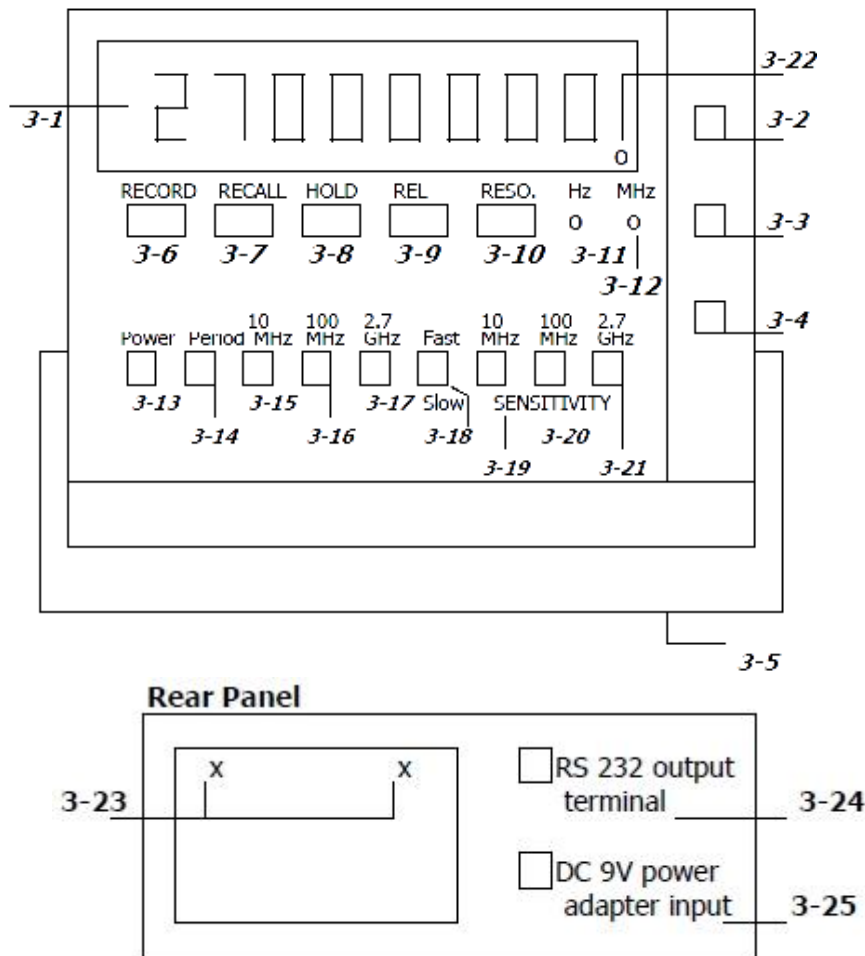 27000000
3-22
3-1
3-2
RECORD RECALL HOLD REL RESO. Hz MHz
3-6 3-7 3-8 3-9 3-10 3-11
3-12
3-3
3-4
Power Period 10 MHz 100 MHz 2.7 GHz Fast 10 MHz 100 MHz 2.7 GHz
3-13 3-15 3-17 Slow SENSITIVITY
3-14 3-16 3-18 3-20
3-19 3-21
3-5
Rear Panel
X X
3-23
RS 232 output
terminal
3-24
DC 9V power
adapter input
3-25